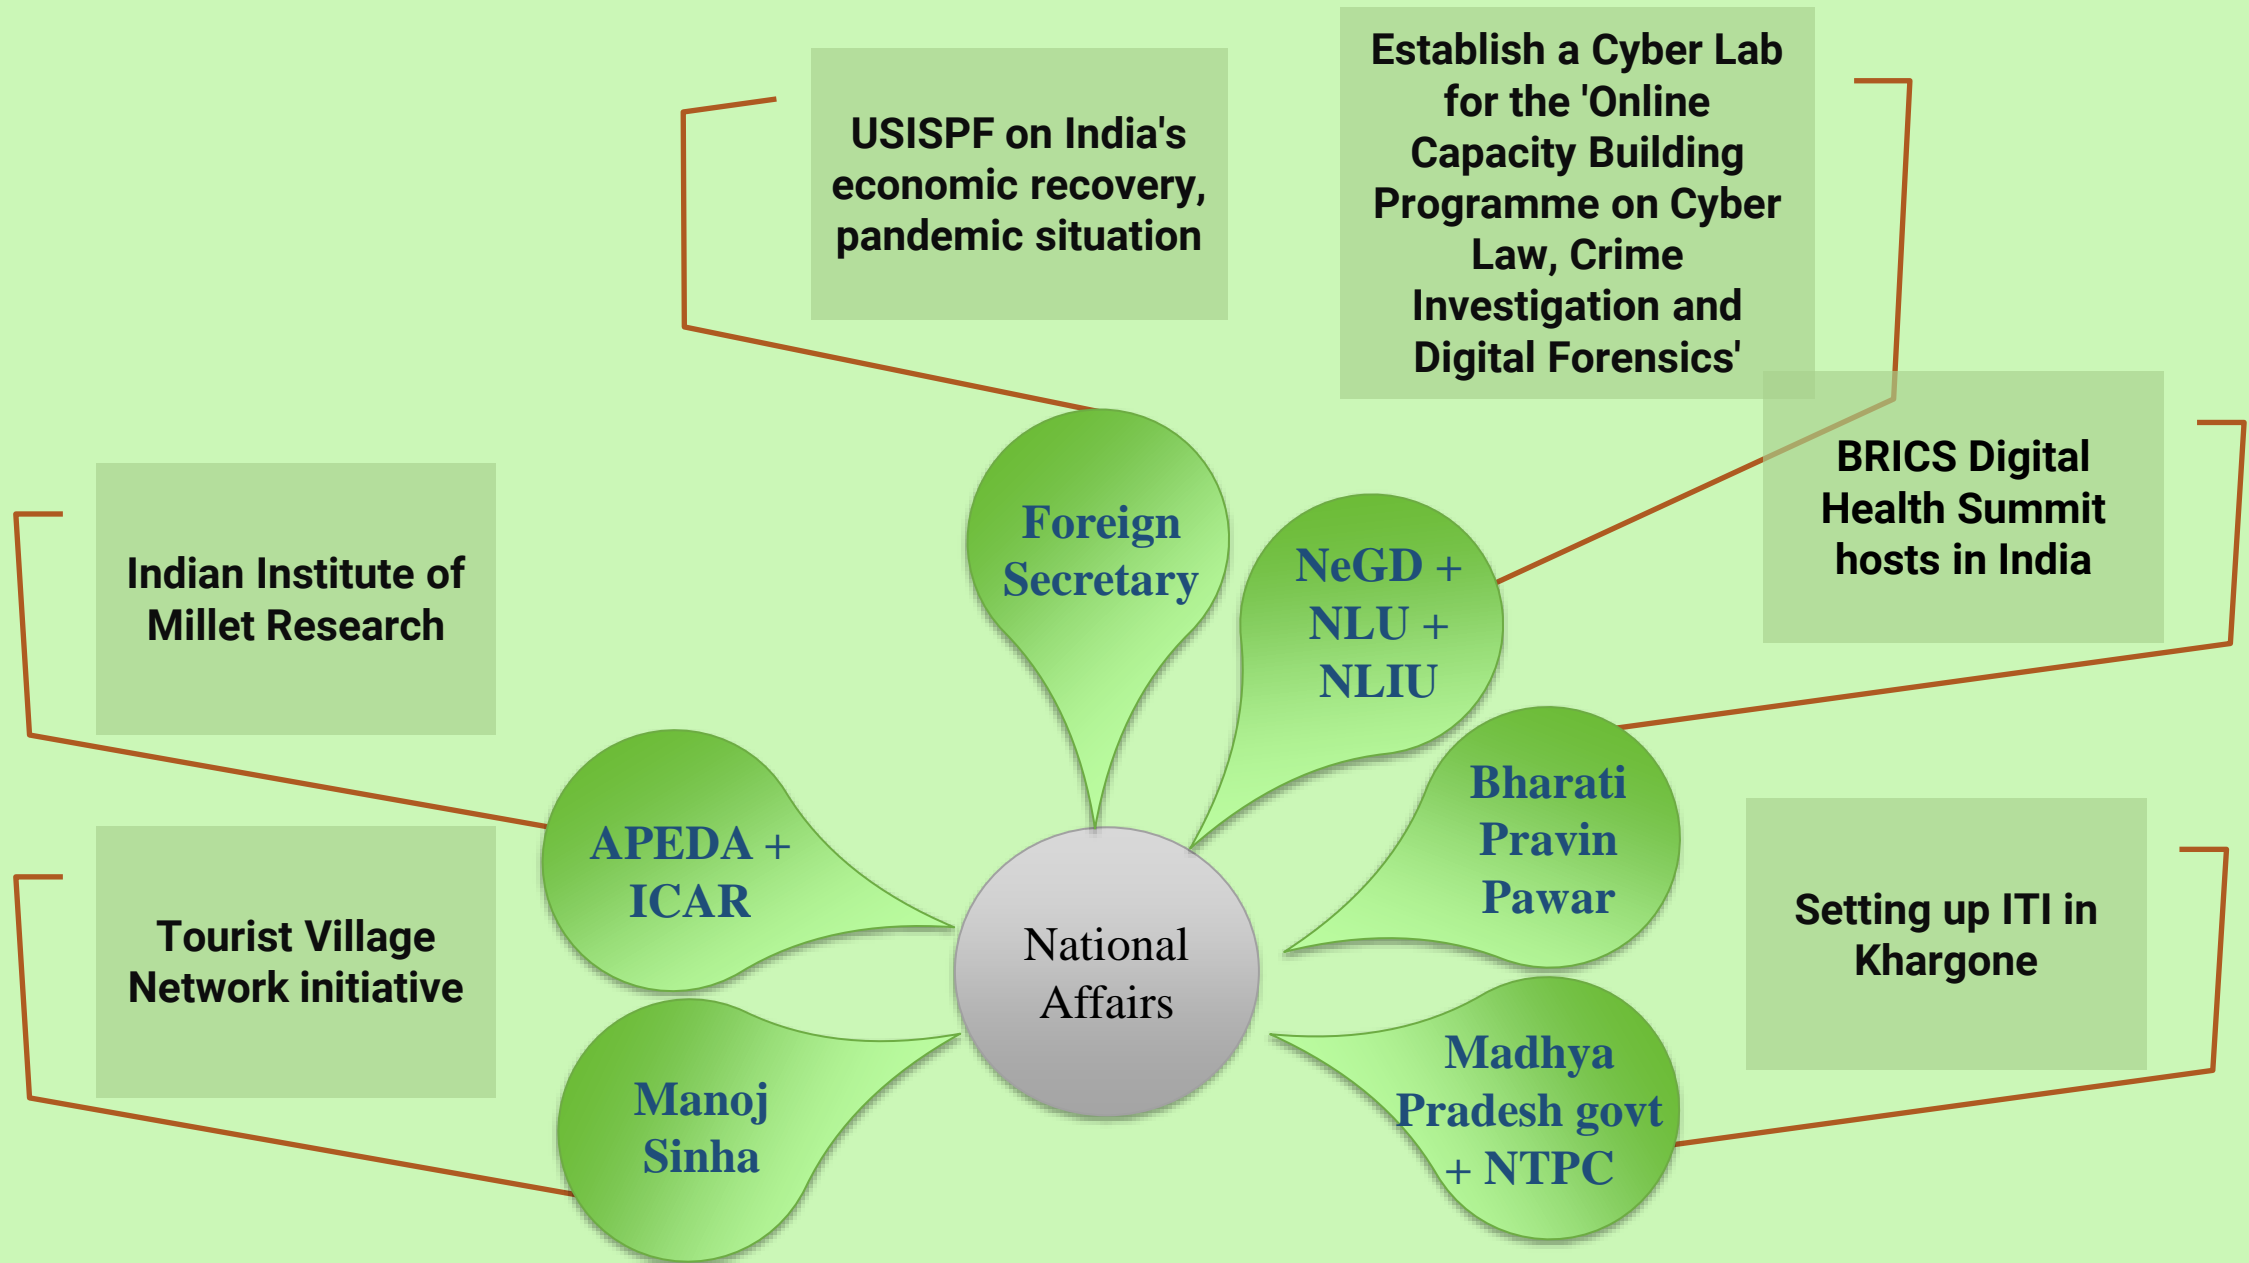 USISPF on India's
economic recovery,
pandemic situation
Establish a Cyber Lab
for the 'Online
Capacity Building
Programme on Cyber
Law, Crime
Investigation and
Digital Forensics'
Indian Institute of
Millet Research
BRICS Digital
Health Summit
hosts in India
Foreign
Secretary
NeGD +
NLU +
NLIU
APEDA +
ICAR
Bharati
Pravin
Pawar
Tourist Village
Network initiative
Setting up ITI in
Khargone
National
Affairs
Manoj
Sinha
Madhya
Pradesh govt
+ NTPC